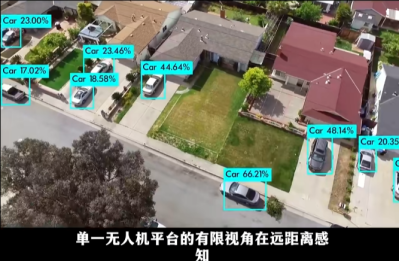 Car 23.00%
Car 23.46%
Car 44.64%
Car 17.02%
Car 18.58%
Car 48.14%
Car 20.35
Car 66.21%
单一无人机平台的有限视角在远距离感
知